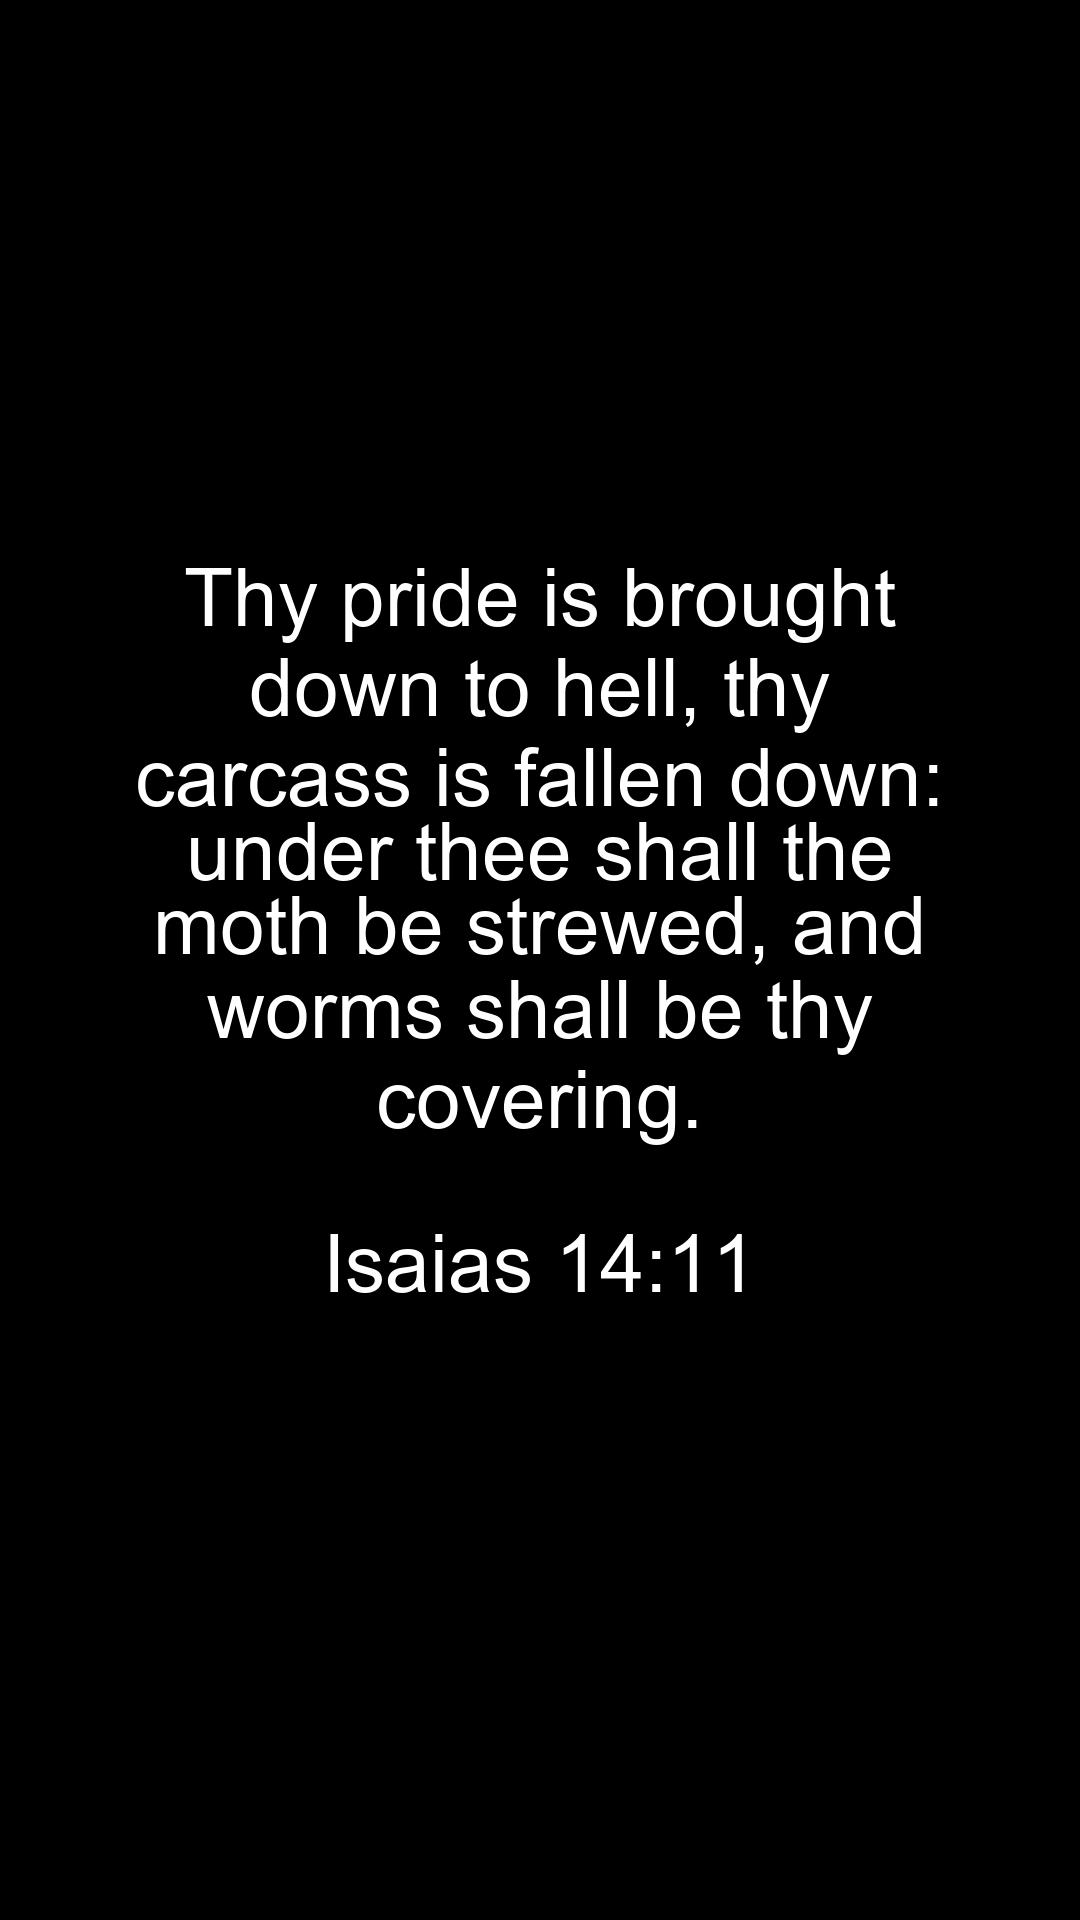 Thy pride is brought
down to hell, thy
carcass is fallen down:
under thee shall the
moth be strewed, and
worms shall be thy
covering.
Isaias 14:11